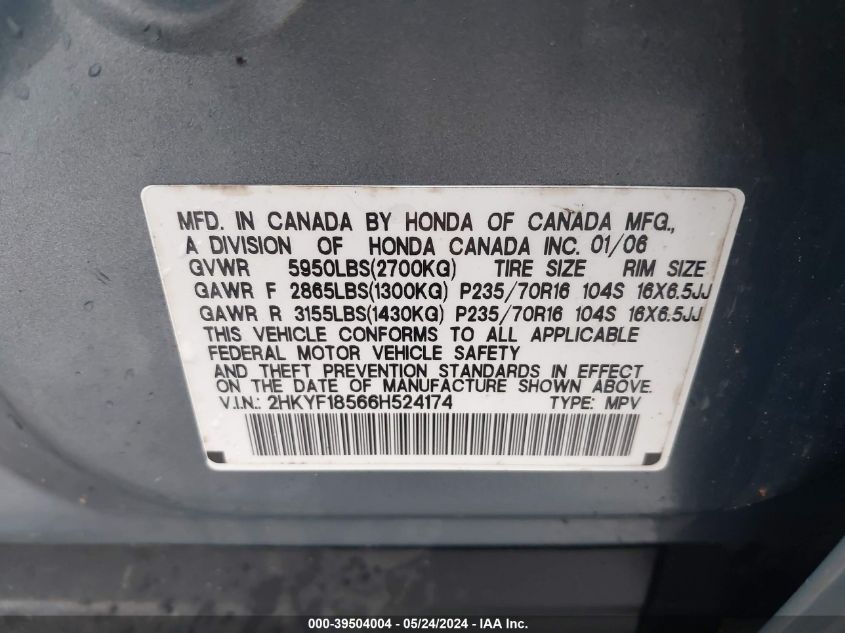 MFD. IN CANADA BY HONDA OF CANADA MFG.,
A DIVISION OF HONDA CANADA INC. 01/06
GVWR 5950LBS(2700KG) TIRE SIZE RIM SIZE
GAWR F 2865LBS(1300KG) P235/70R16 104S 16X6.5JJ
GAWR R 3155LBS(1430KG) P235/70R16 104S 16X6.5JJ
THIS VEHICLE CONFORMS TO ALL APPLICABLE
FEDERAL MOTOR VEHICLE SAFETY
AND THEFT PREVENTION STANDARDS IN EFFECT
ON THE DATE OF MANUFACTURE SHOWN ABOVE.
V.I.N.: 2HKYF18566H524174 TYPE: MPV
000-39504004 - 05/24/2024 - IAA Inc.